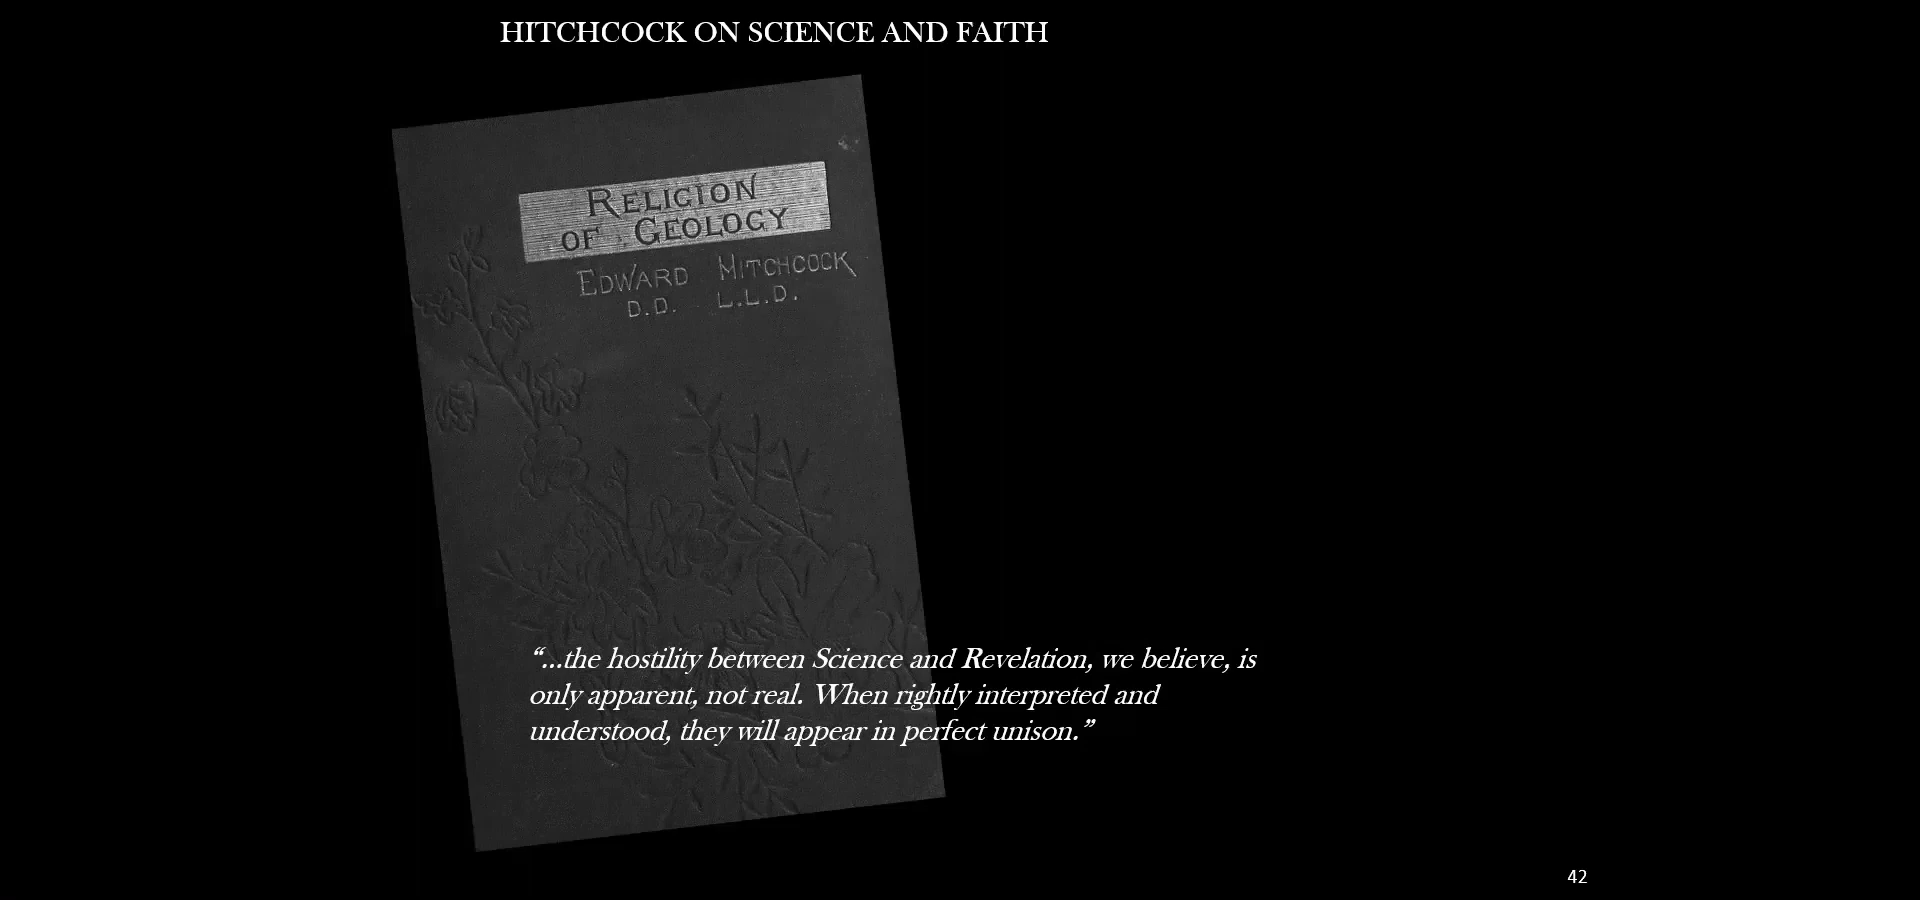 HITCHCOCK ON SCIENCE AND FAITH
RELIGION
OF GEOLOGY
EDWARD HITCHCOCK
D.D. L.L.D.
“...the hostility between Science and Revelation, we believe, is
only apparent, not real. When rightly interpreted and
understood, they will appear in perfect unison.”
42